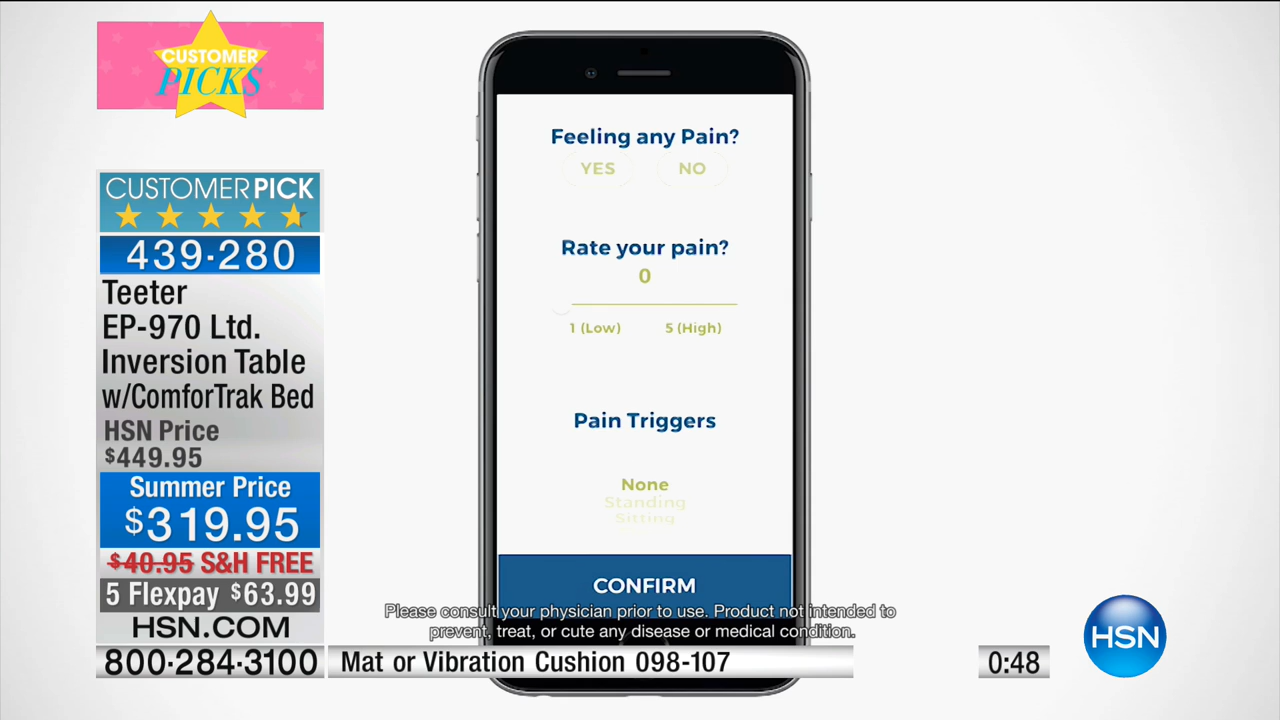 CUSTOMER
PICKS
CUSTOMER PICK
439·280
Teeter
EP-970 Ltd.
Inversion Table
w/ComforTrak Bed
HSN Price
$449.95
Summer Price
$319.95
$40.95 S&H FREE
5 Flexpay $63.99
HSN.COM
800·284·3100
Feeling any Pain?
YES NO
Rate your pain?
0
1 (Low) 5 (High)
Pain Triggers
None
Standing
Sitting
CONFIRM
Please consult your physician prior to use. Product not intended to
prevent, treat, or cute any disease or medical condition.
Mat or Vibration Cushion 098-107
0:48
HSN